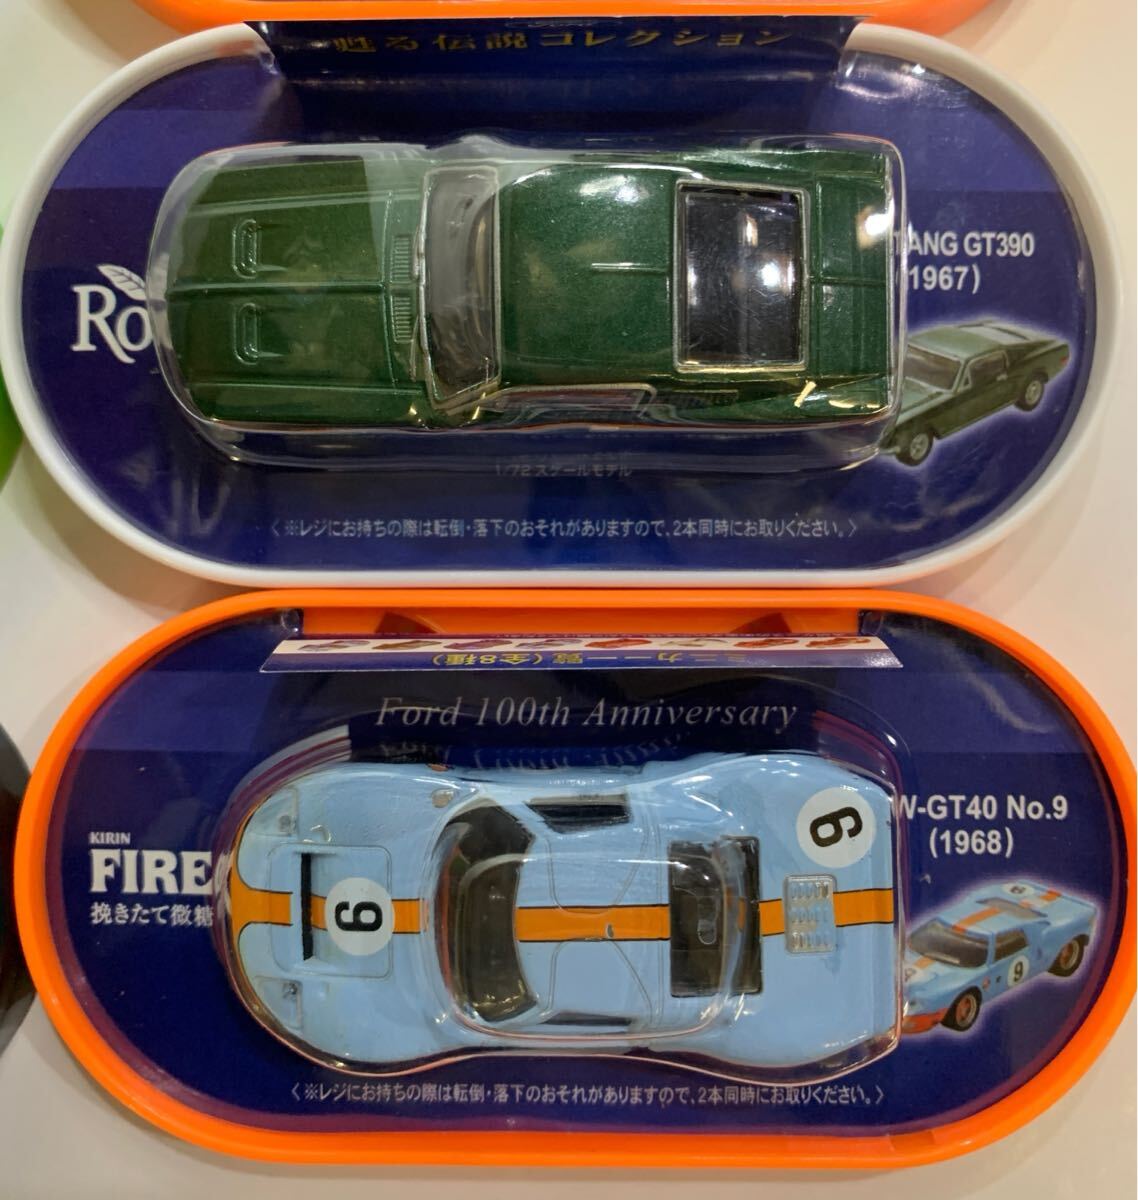 甦る伝説コレクション
TANG GT390
1967)
Ro
1/72 スケールモデル
〈 ※レジにお持ちの際は転倒・落下のおそれがありますので、2本同時にお取りください。〉
ミニカー一覧(全8種)
Ford 100th Anniversary
W-GT40 No.9
(1968)
KIRIN
FIRE
挽きたて微糖
9
9
9
〈 ※レジにお持ちの際は転倒・落下のおそれがありますので、2本同時にお取りください。〉